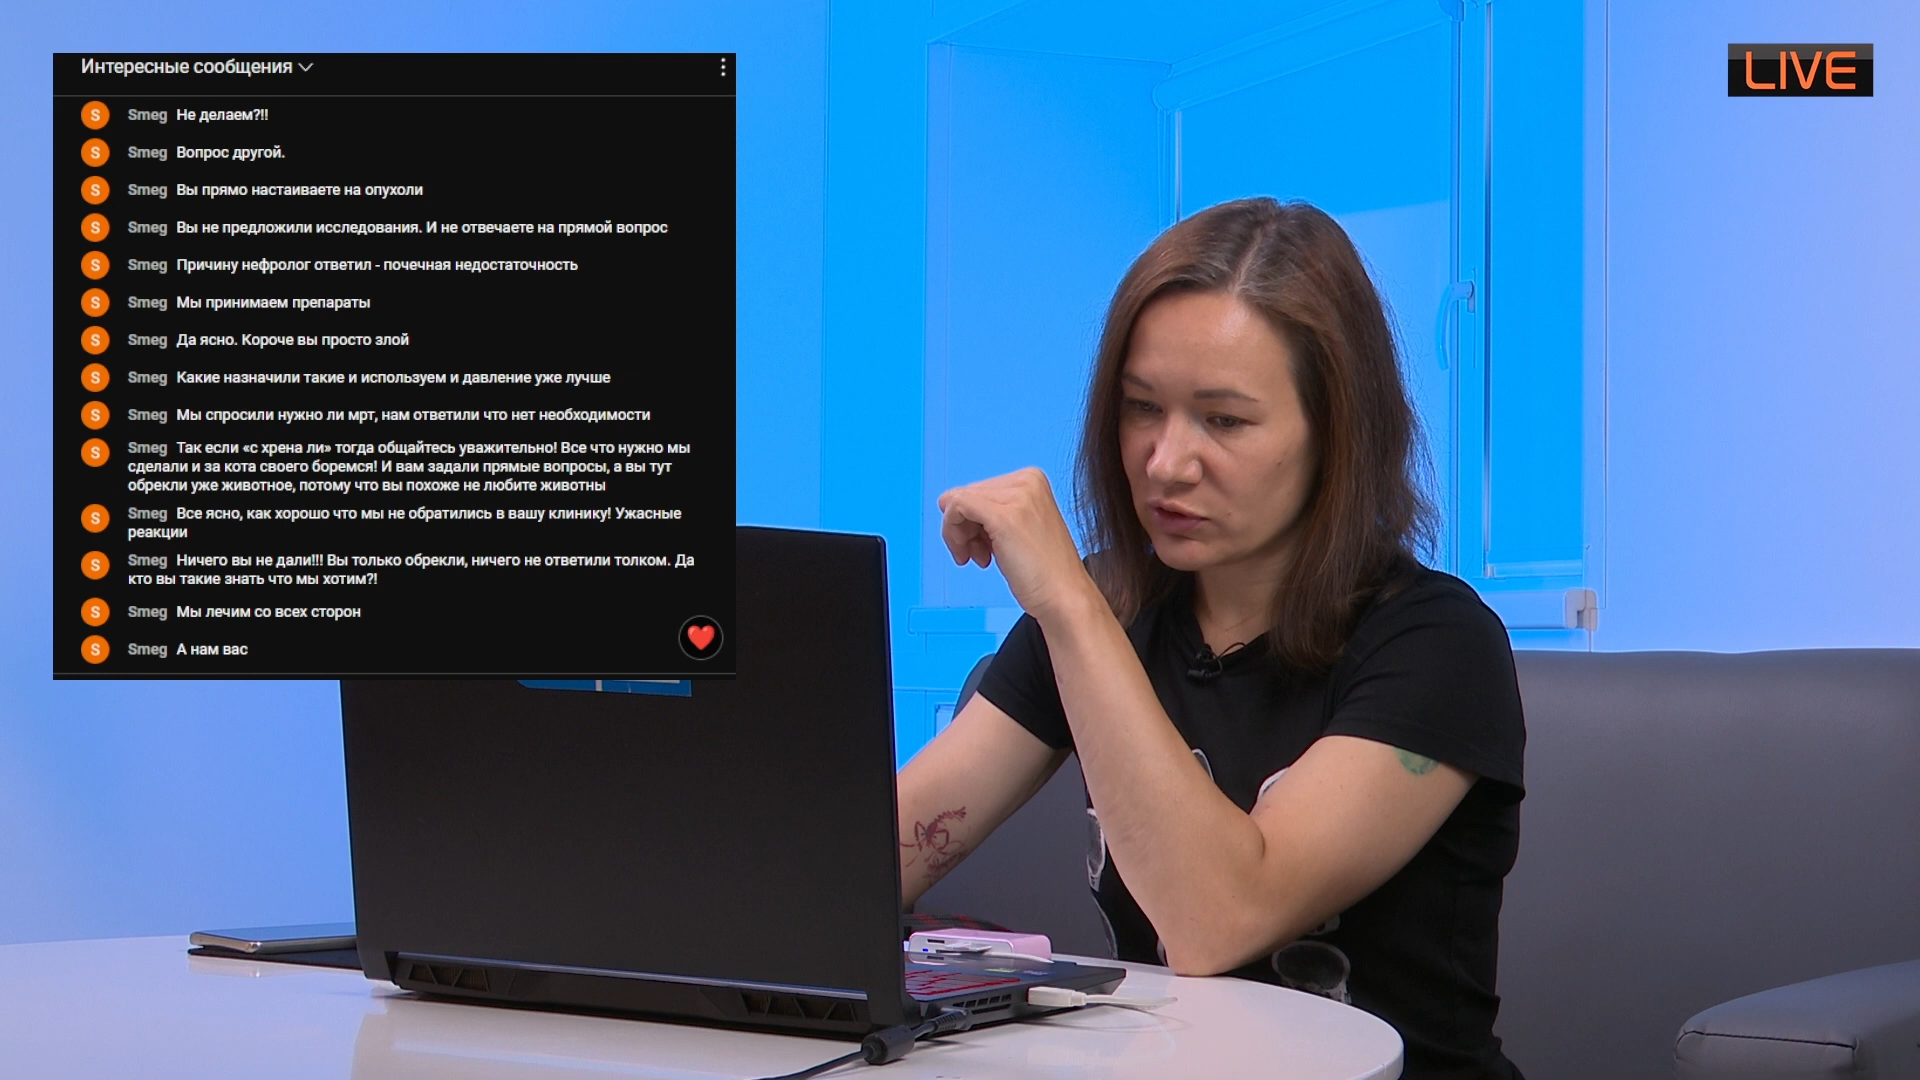 Интересные сообщения
LIVE
S Smeg Не делаем?!!
S Smeg Вопрос другой.
S Smeg Вы прямо настаиваете на опухоли
S Smeg Вы не предложили исследования. И не отвечаете на прямой вопрос
S Smeg Причину нефролог ответил - почечная недостаточность
S Smeg Мы принимаем препараты
S Smeg Да ясно. Короче вы просто злой
S Smeg Какие назначили такие и используем и давление уже лучше
S Smeg Мы спросили нужно ли мрт, нам ответили что нет необходимости
S Smeg Так если «с хрена ли» тогда общайтесь уважительно! Все что нужно мы
сделали и за кота своего боремся! И вам задали прямые вопросы, а вы тут
обрекли уже животное, потому что вы похоже не любите животны
S Smeg Все ясно, как хорошо что мы не обратились в вашу клинику! Ужасные
реакции
S Smeg Ничего вы не дали!!! Вы только обрекли, ничего не ответили толком. Да
кто вы такие знать что мы хотим?!
S Smeg Мы лечим со всех сторон
S Smeg А нам вас